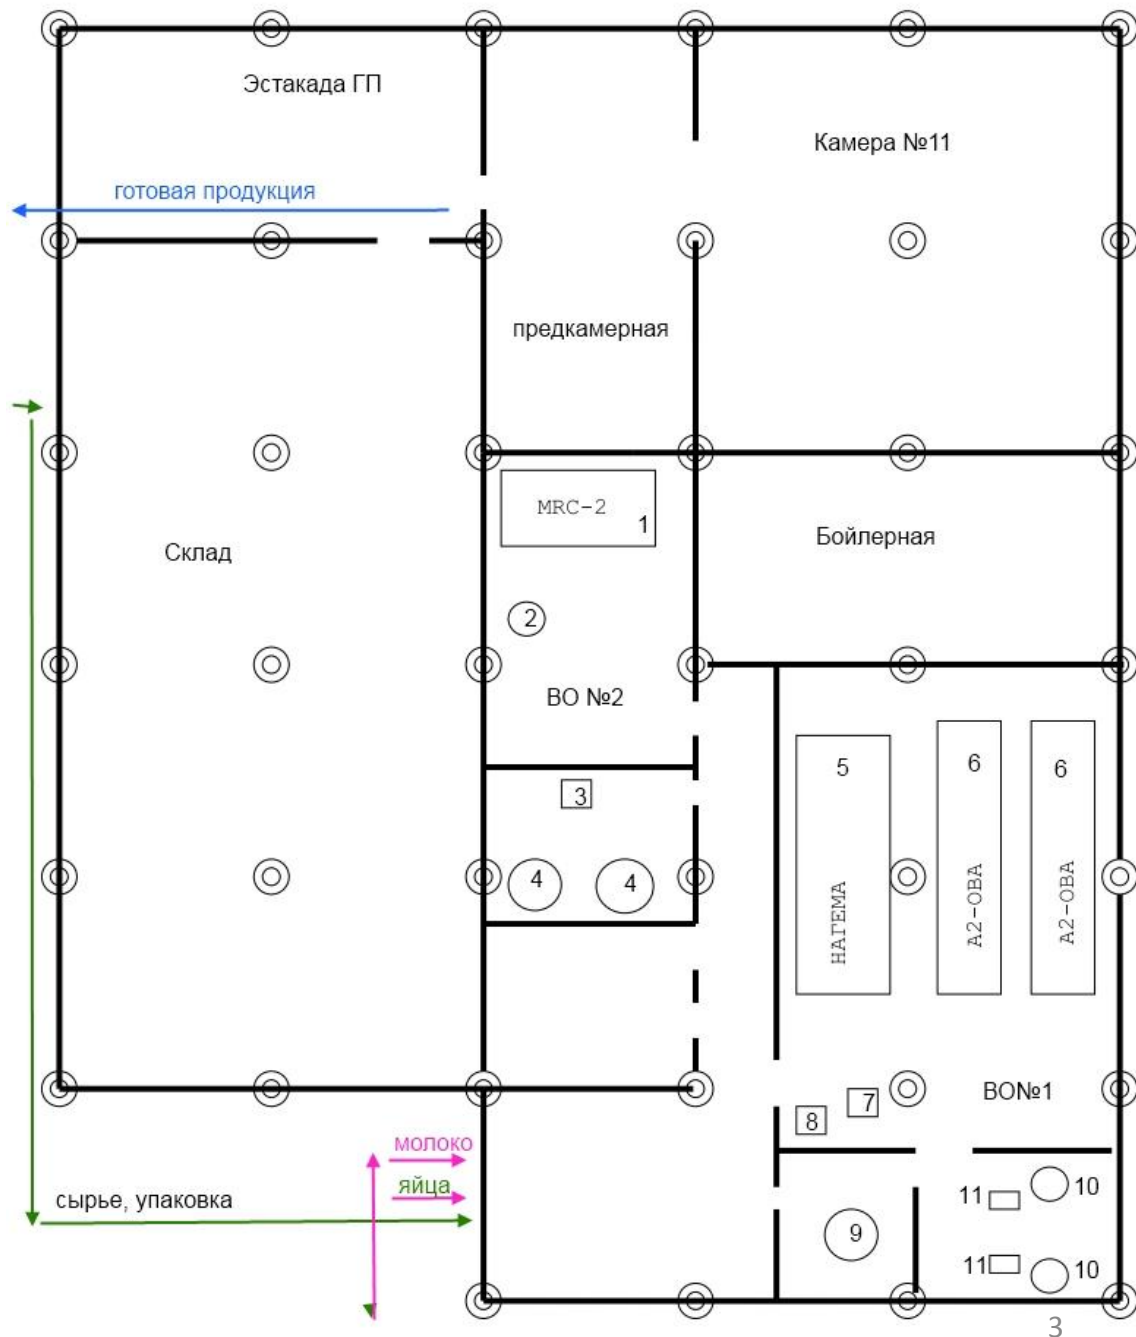 Эстакада ГП
Камера №11
готовая продукция
предкамерная
MRC-2
1
Бойлерная
Склад
2
ВО №2
5
6
6
3
4
4
НАГЕМА
А2-ОВА
А2-ОВА
ВО№1
7
8
молоко
яйца
сырье, упаковка
11
10
9
11
10
3